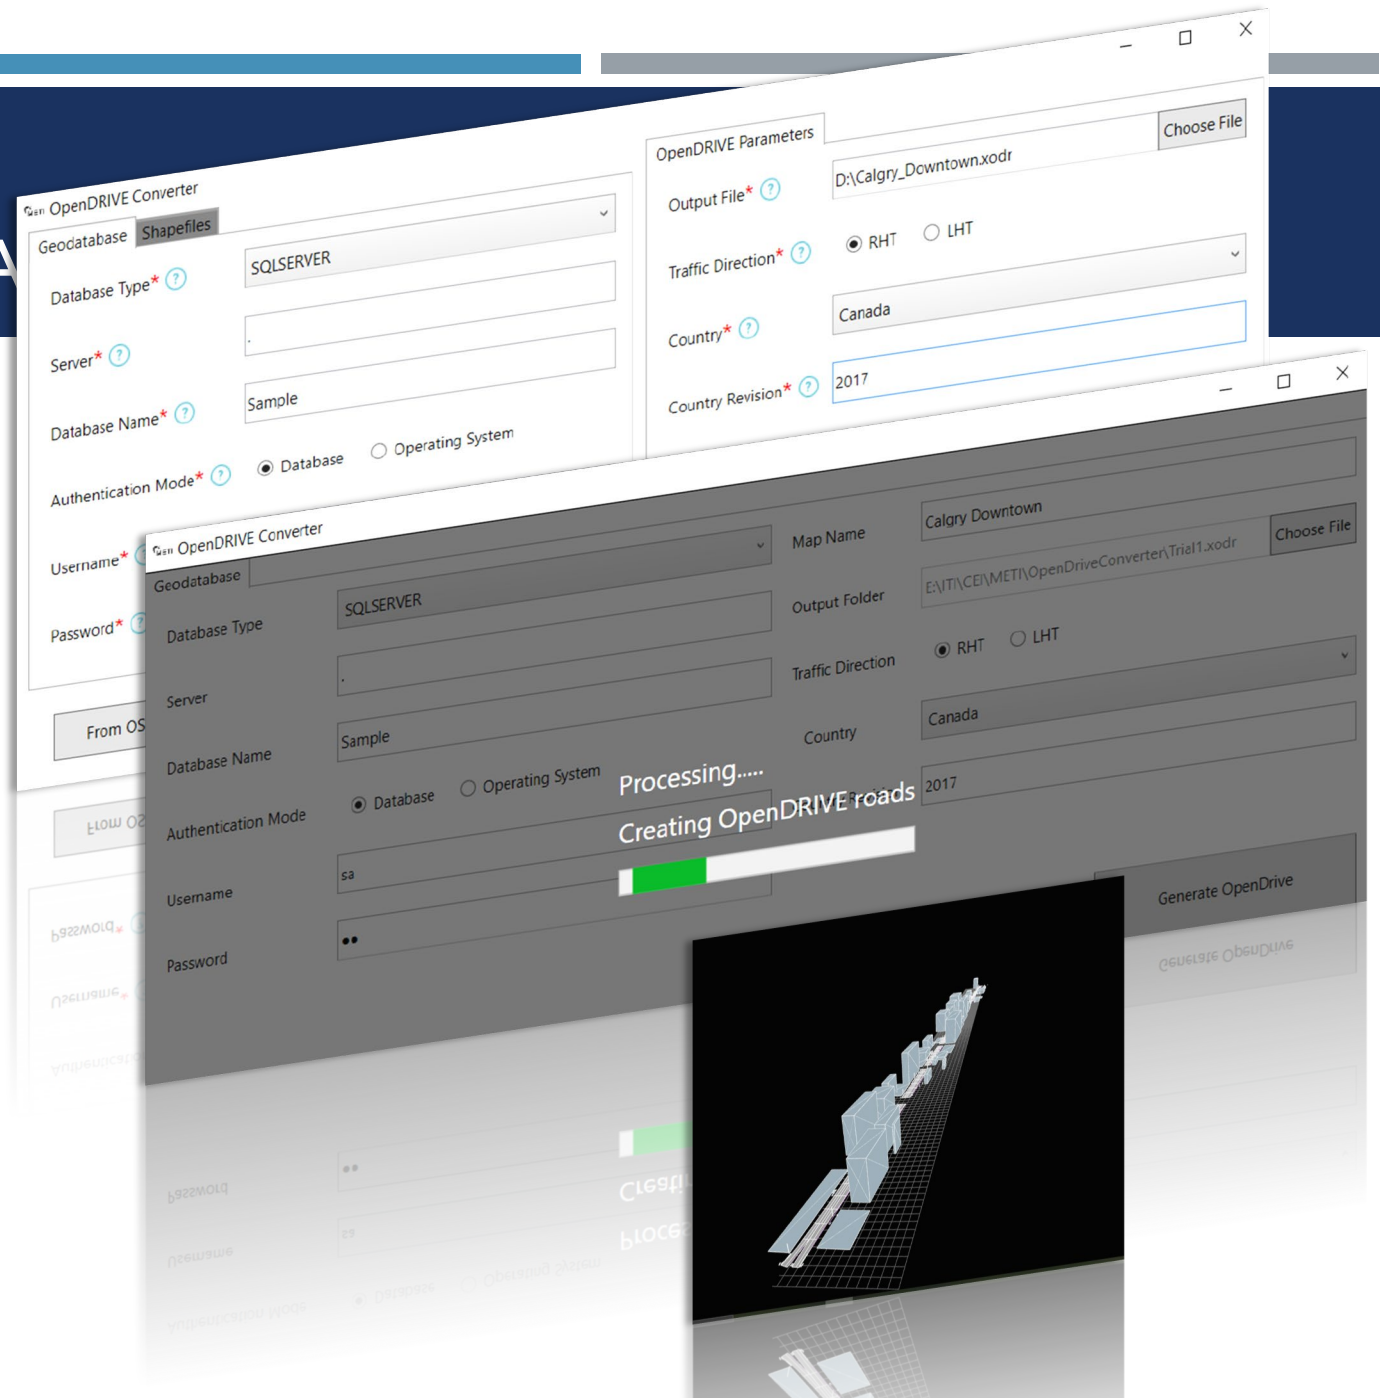 A
OpenDRIVE Converter
Geodatabase Shapefiles
Database Type* ? SQLSERVER
Server* ? .
Database Name* ? Sample
Authentication Mode* ? Database Operating System
Username*
Password* ?
From OS
OpenDRIVE Parameters
Output File* ? D:\Calgry_Downtown.xodr Choose File
Traffic Direction* ? RHT LHT
Country* ? Canada
Country Revision* ? 2017
OpenDRIVE Converter
Geodatabase
Database Type SQLSERVER
Server .
Database Name Sample
Authentication Mode Database Operating System
Username sa
Password ••
Map Name Calgry Downtown
Output Folder E:\ITI\CEI\METI\OpenDriveConverter\Trial1.xodr Choose File
Traffic Direction RHT LHT
Country Canada
2017
Processing.....
Creating OpenDRIVE roads
Generate OpenDrive